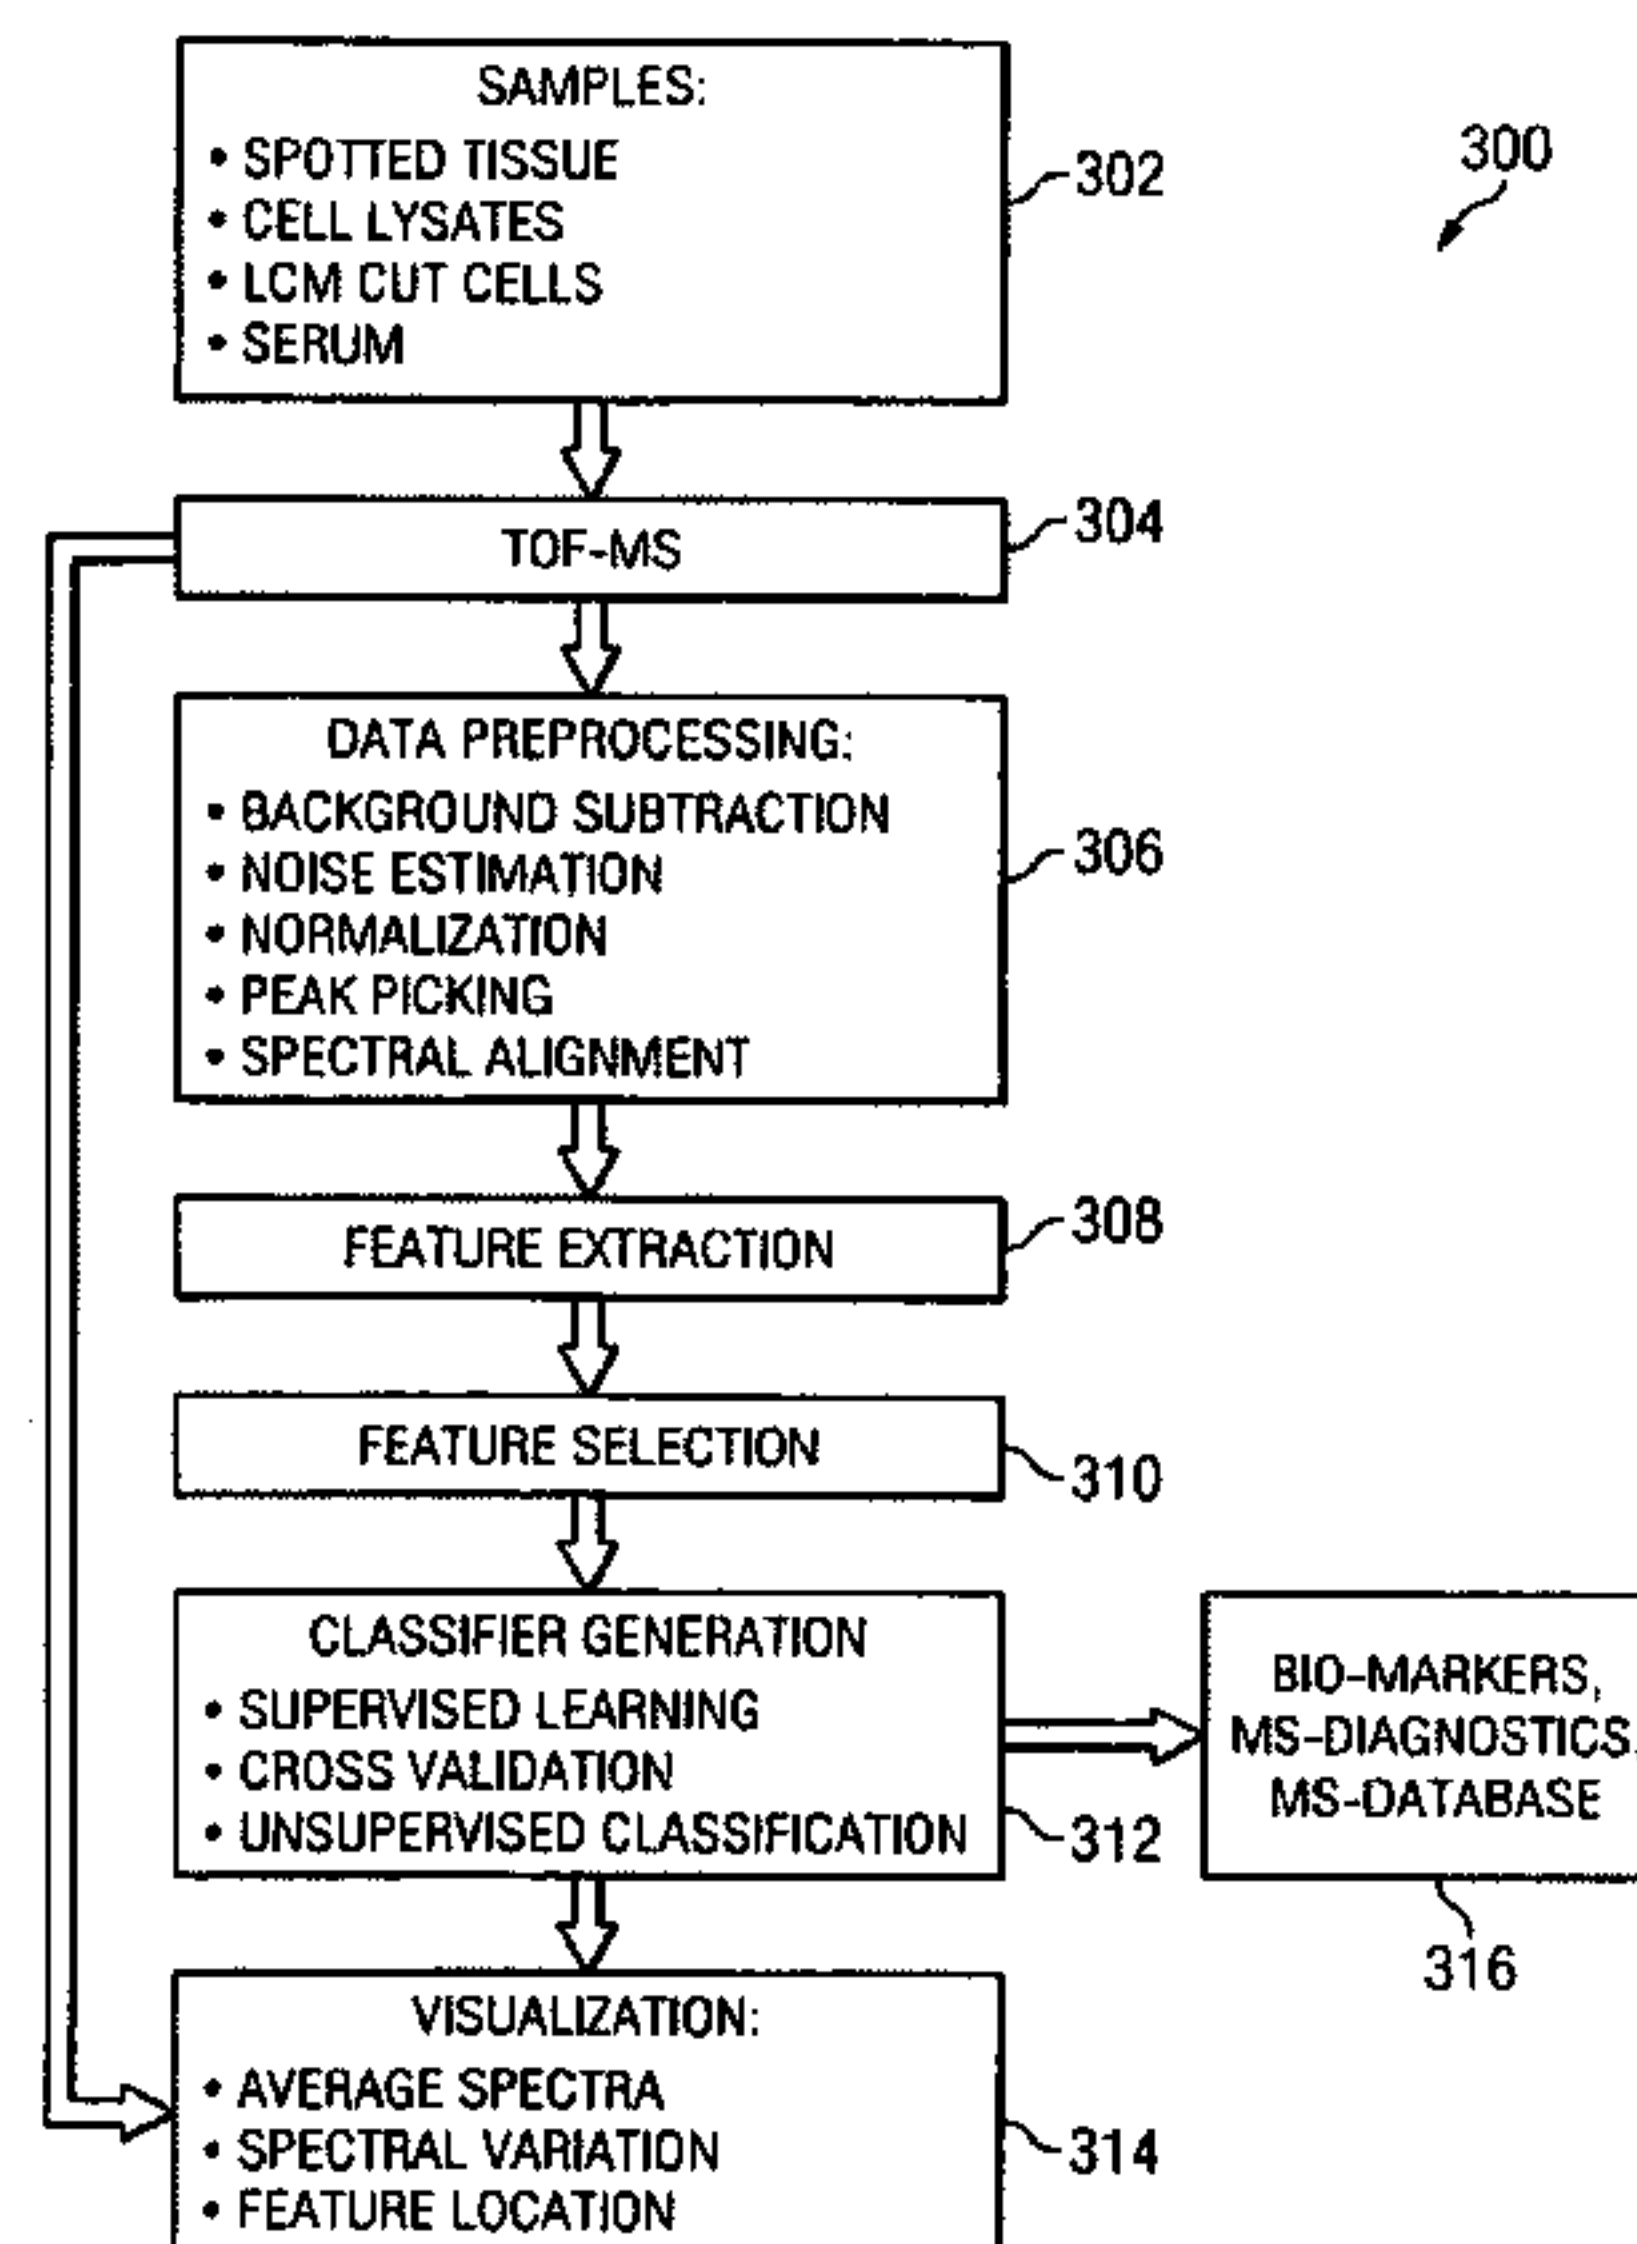 SAMPLES:
• SPOTTED TISSUE
• CELL LYSATES
• LCM CUT CELLS
• SERUM
302
300
TOF-MS
304
DATA PREPROCESSING:
• BACKGROUND SUBTRACTION
• NOISE ESTIMATION
• NORMALIZATION
• PEAK PICKING
• SPECTRAL ALIGNMENT
306
FEATURE EXTRACTION
308
FEATURE SELECTION
310
CLASSIFIER GENERATION
• SUPERVISED LEARNING
• CROSS VALIDATION
• UNSUPERVISED CLASSIFICATION
312
BIO-MARKERS,
MS-DIAGNOSTICS,
MS-DATABASE
316
VISUALIZATION:
• AVERAGE SPECTRA
• SPECTRAL VARIATION
• FEATURE LOCATION
314